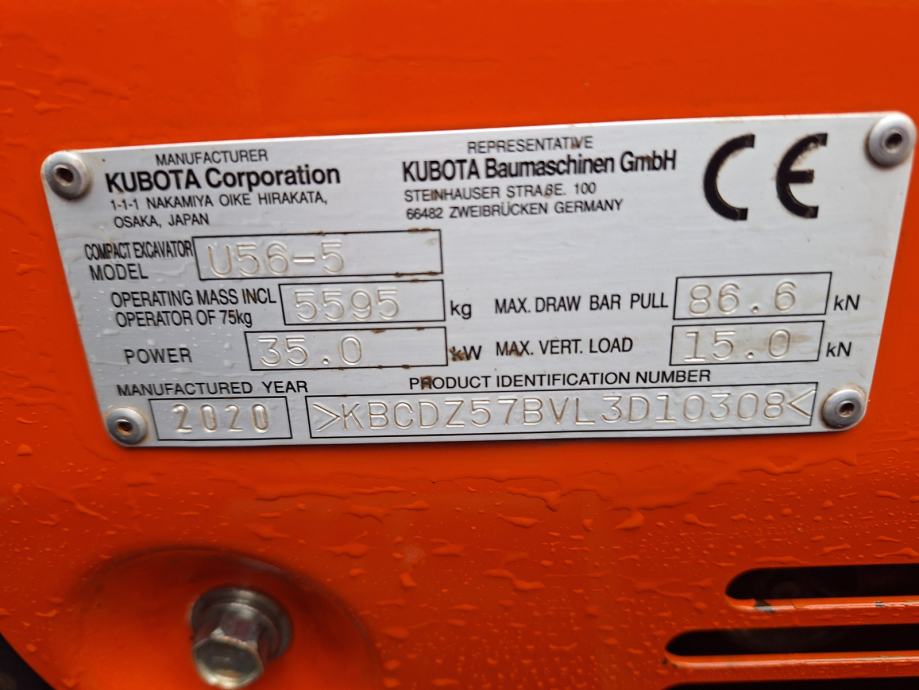 MANUFACTURER
KUBOTA Corporation
1-1-1 NAKAMIYA OIKE HIRAKATA,
OSAKA, JAPAN
REPRESENTATIVE
KUBOTA Baumaschinen GmbH
STEINHAUSER STRAßE. 100
66482 ZWEIBRÜCKEN GERMANY
CE
COMPACT EXCAVATOR
MODEL U56-5
OPERATING MASS INCL
OPERATOR OF 75kg 5595 kg
MAX. DRAW BAR PULL 86.6 kN
POWER 35.0 kW
MAX. VERT. LOAD 15.0 kN
MANUFACTURED YEAR
2020
PRODUCT IDENTIFICATION NUMBER
>KBCDZ57BVL3D10308<